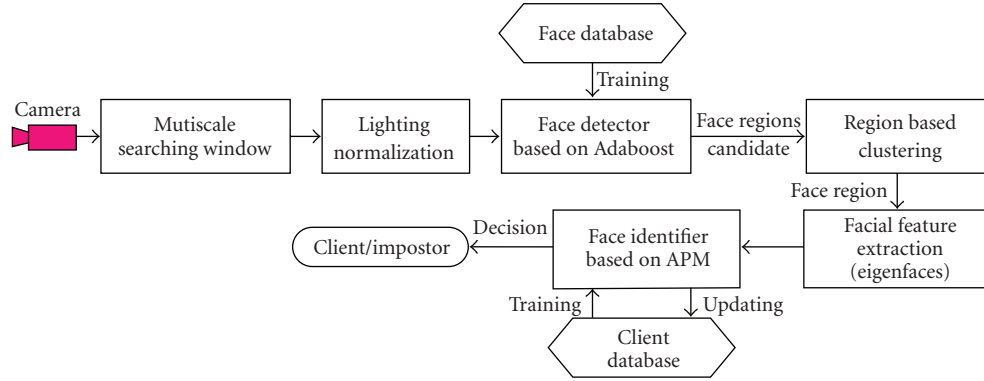 Face database
Training
Camera
Mutiscale
searching window
Lighting
normalization
Face detector
based on Adaboost
Face regions
candidate
Region based
clustering
Face region
Facial feature
extraction
(eigenfaces)
Face identifier
based on APM
Decision
Client/impostor
Training
Updating
Client
database